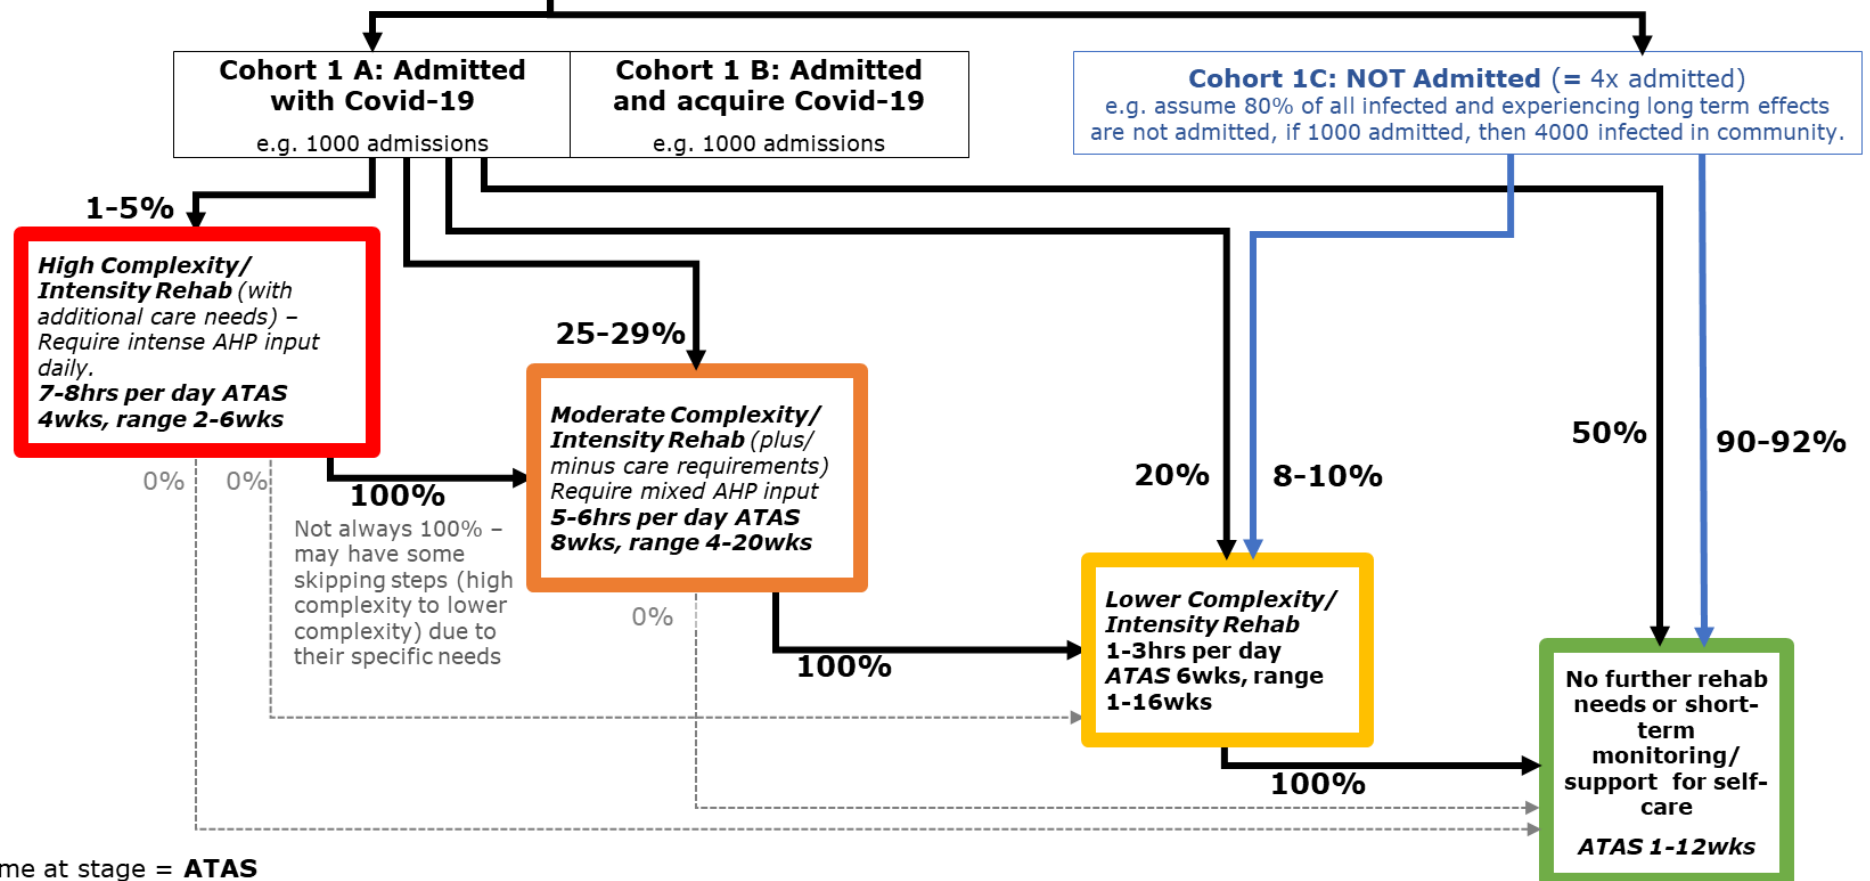 Cohort 1 A: Admitted
with Covid-19
e.g. 1000 admissions
Cohort 1 B: Admitted
and acquire Covid-19
e.g. 1000 admissions
Cohort 1C: NOT Admitted (= 4x admitted)
e.g. assume 80% of all infected and experiencing long term effects
are not admitted, if 1000 admitted, then 4000 infected in community.
1-5%
High Complexity/
Intensity Rehab (with
additional care needs) –
Require intense AHP input
daily.
7-8hrs per day ATAS
4wks, range 2-6wks
25-29%
Moderate Complexity/
Intensity Rehab (plus/
minus care requirements)
Require mixed AHP input
5-6hrs per day ATAS
8wks, range 4-20wks
20%
8-10%
50%
90-92%
0%
0%
100%
Not always 100% –
may have some
skipping steps (high
complexity to lower
complexity) due to
their specific needs
0%
100%
Lower Complexity/
Intensity Rehab
1-3hrs per day
ATAS 6wks, range
1-16wks
100%
No further rehab
needs or short-
term
monitoring/
support for self-
care
ATAS 1-12wks
me at stage = ATAS